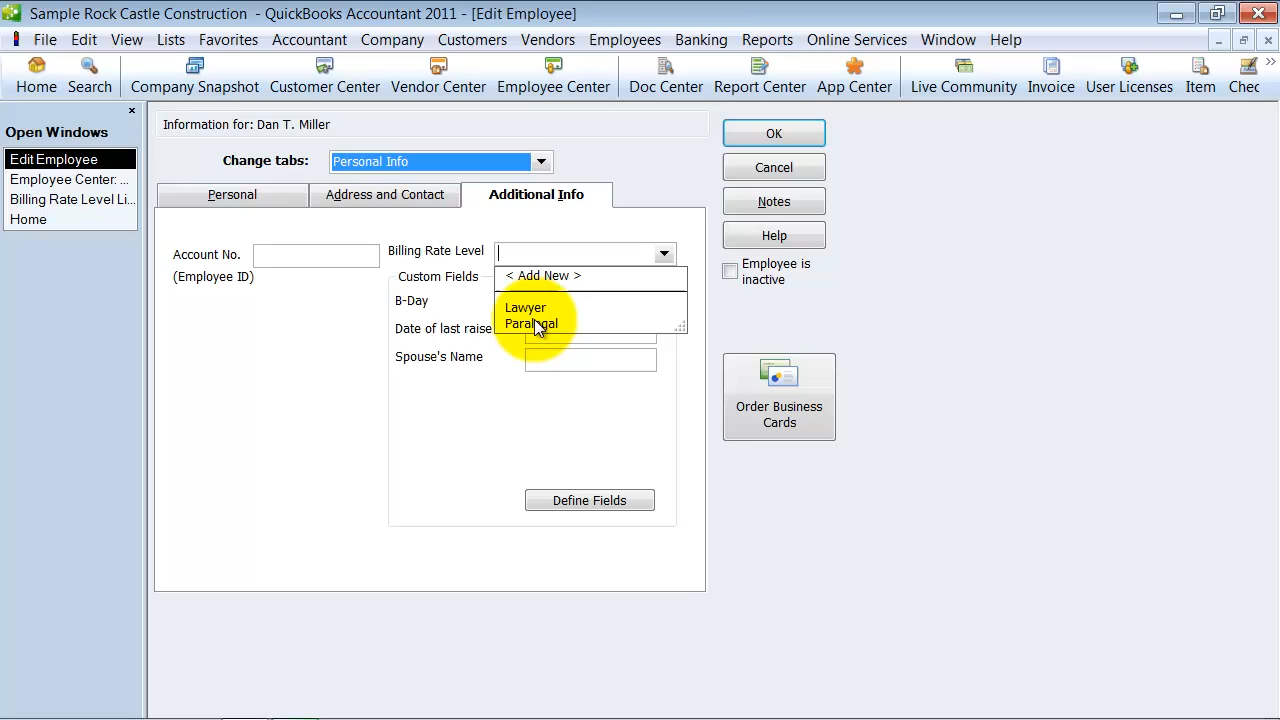 Sample Rock Castle Construction - QuickBooks Accountant 2011 - [Edit Employee]
File Edit View Lists Favorites Accountant Company Customers Vendors Employees Banking Reports Online Services Window Help
Home Search Company Snapshot Customer Center Vendor Center Employee Center Doc Center Report Center App Center Live Community Invoice User Licenses Item Chec
Open Windows
Edit Employee
Employee Center: ...
Billing Rate Level Li...
Home
Information for: Dan T. Miller
Change tabs: Personal Info
Personal Address and Contact Additional Info
Account No.
(Employee ID)
Billing Rate Level
< Add New >
Lawyer
Paralegal
Custom Fields
B-Day
Date of last raise
Spouse's Name
Define Fields
OK
Cancel
Notes
Help
Employee is
inactive
Order Business
Cards